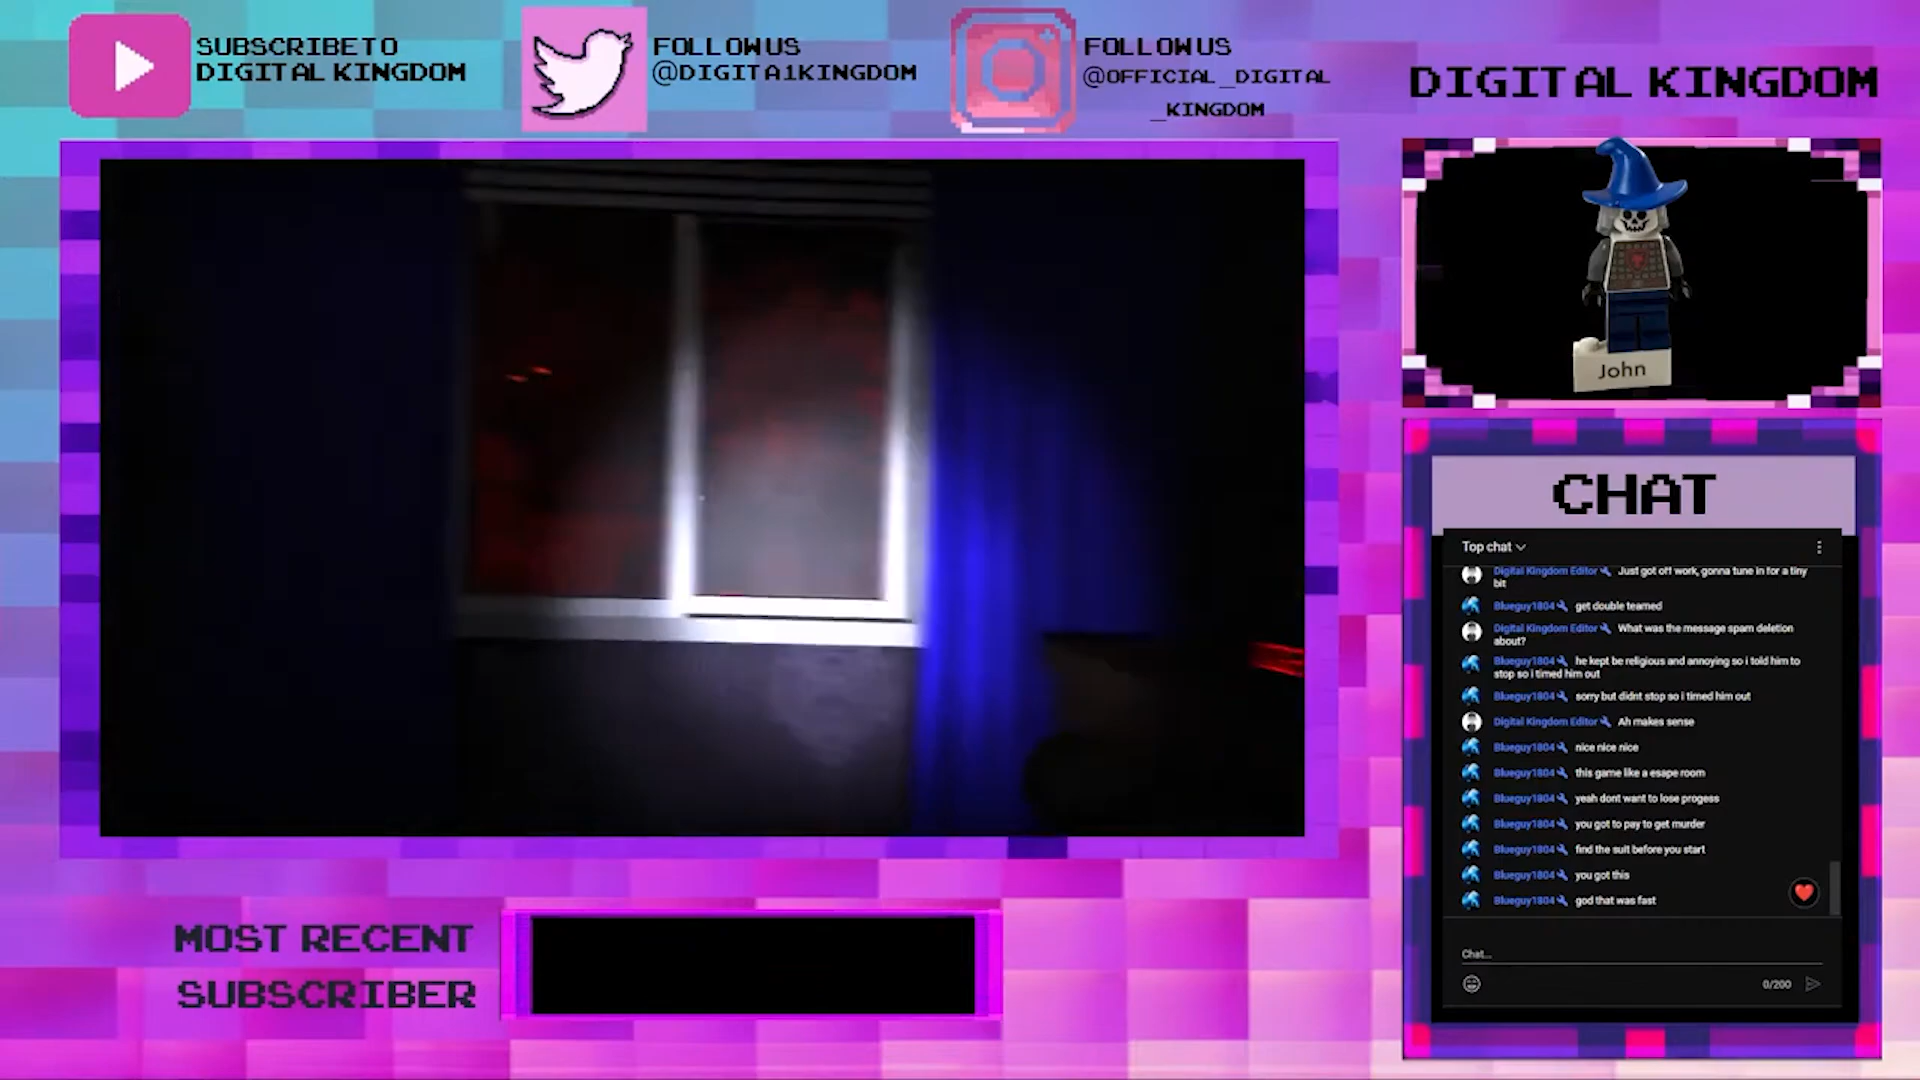 SUBSCRIBE TO
DIGITAL KINGDOM
FOLLOW US
@DIGITA1KINGDOM
FOLLOW US
@OFFICIAL_DIGITAL
_KINGDOM
DIGITAL KINGDOM
John
CHAT
Top chat
Digital Kingdom Editor Just got off work, gonna tune in for a tiny
bit
Blueguy1804 get double teamed
Digital Kingdom Editor What was the message spam deletion
about?
Blueguy1804 he kept be religious and annoying so i told him to
stop so i timed him out
Blueguy1804 sorry but didnt stop so i timed him out
Digital Kingdom Editor Ah makes sense
Blueguy1804 nice nice nice
Blueguy1804 this game like a esape room
Blueguy1804 yeah dont want to lose progess
Blueguy1804 you got to pay to get murder
Blueguy1804 find the suit before you start
Blueguy1804 you got this
Blueguy1804 god that was fast
Chat...
0/200
MOST RECENT
SUBSCRIBER